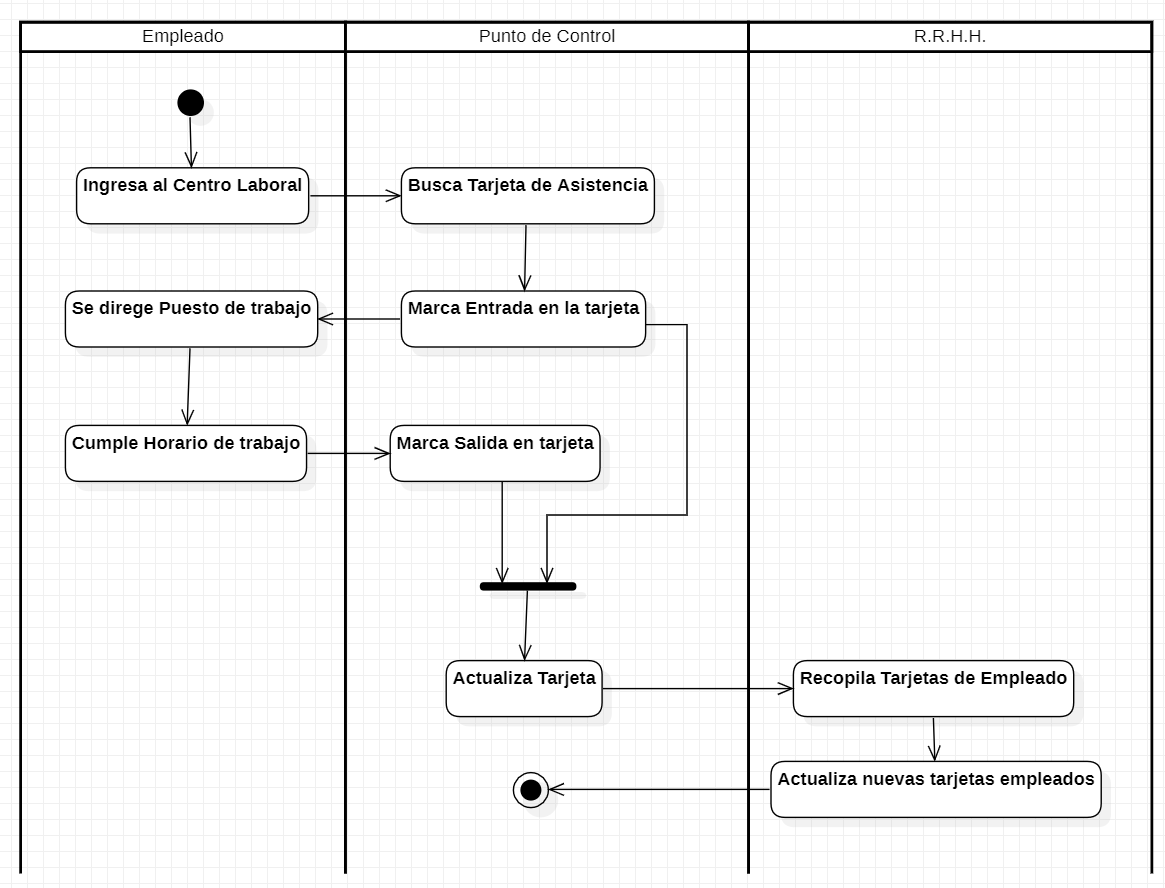 Empleado
Punto de Control
R.R.H.H.
Ingresa al Centro Laboral
Busca Tarjeta de Asistencia
Se direge Puesto de trabajo
Marca Entrada en la tarjeta
Cumple Horario de trabajo
Marca Salida en tarjeta
Actualiza Tarjeta
Recopila Tarjetas de Empleado
Actualiza nuevas tarjetas empleados